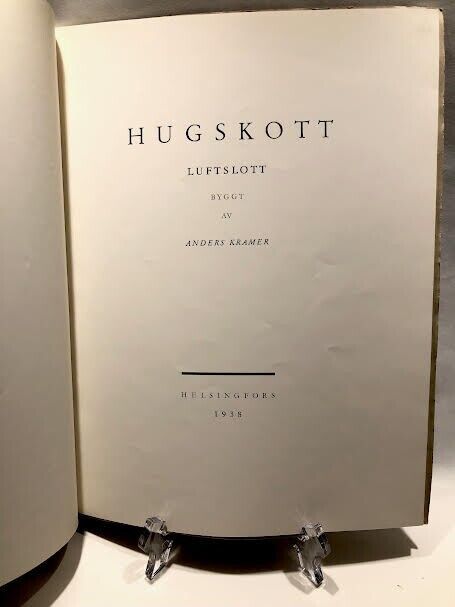 HUGSKOTT
LUFTSLOTT
BYGGT
AV
ANDERS KRAMER
HELSINGFORS
1938